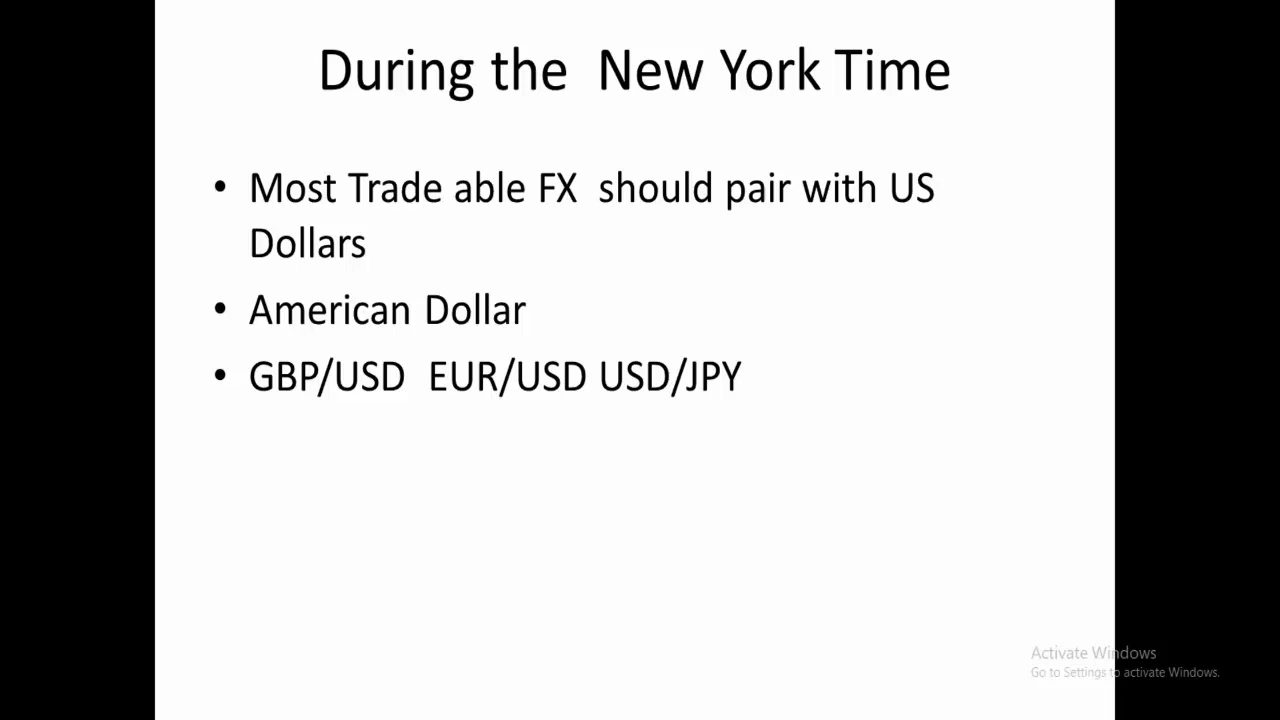 During the New York Time
• Most Trade able FX should pair with US
Dollars
• American Dollar
• GBP/USD EUR/USD USD/JPY
Activate Windows
Go to Settings to activate Windows.